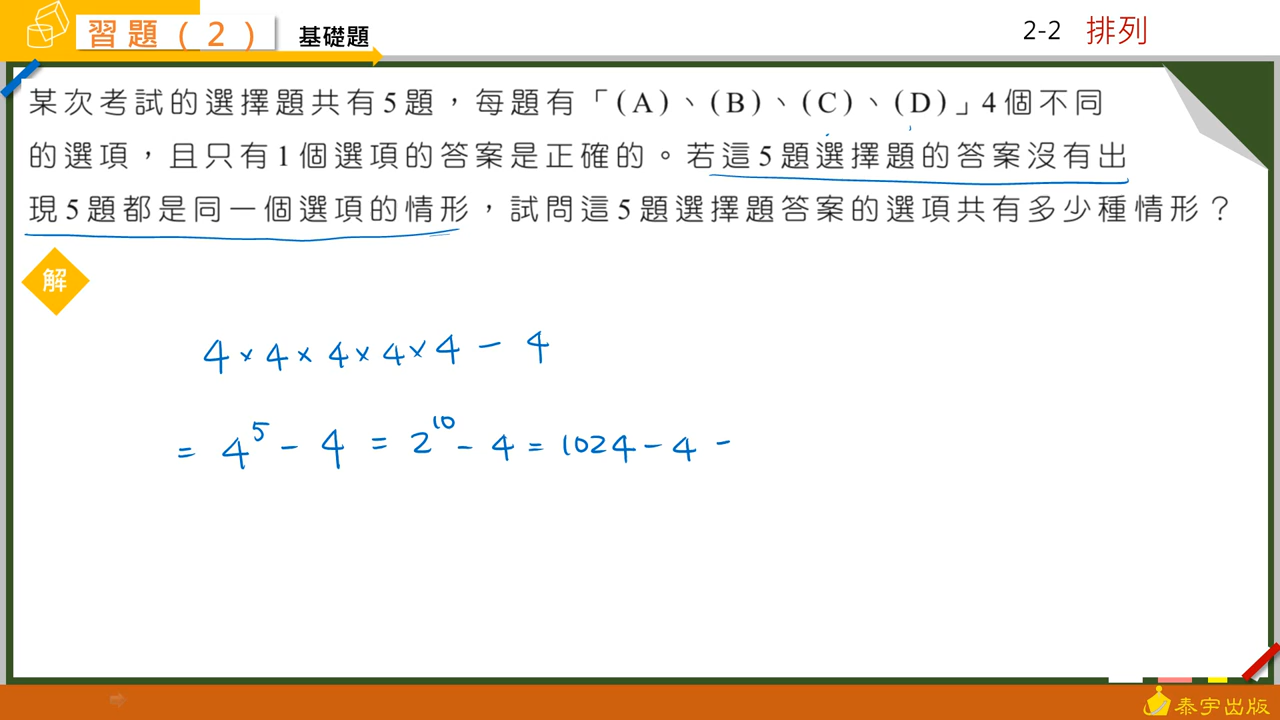 習題(2) 基礎題 2-2 排列
某次考試的選擇題共有5題，每題有「(A)、(B)、(C)、(D)」4個不同
的選項，且只有1個選項的答案是正確的。若這5題選擇題的答案沒有出
現5題都是同一個選項的情形，試問這5題選擇題答案的選項共有多少種情形？
解
4×4×4×4×4－4
= 4⁵－4 = 2¹⁰－4 = 1024－4 －
泰宇出版